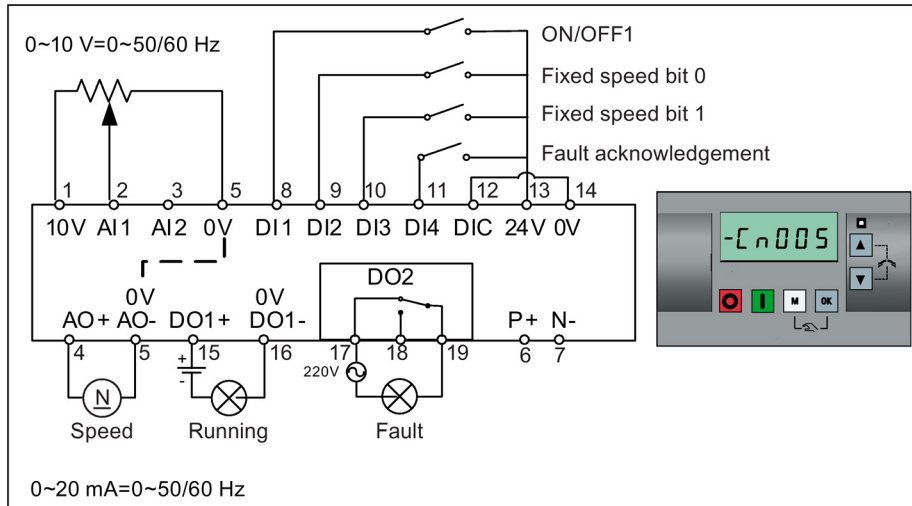 0~10 V=0~50/60 Hz
ON/OFF1
Fixed speed bit 0
Fixed speed bit 1
Fault acknowledgement
1 2 3 5 8 9 10 11 12 13 14
10V AI1 AI2 0V DI1 DI2 DI3 DI4 DIC 24V 0V
-Cn005
M OK
DO2
0V 0V
AO+ AO- DO1+ DO1- P+ N-
4 5 15 16 17 18 19 6 7
+
-
220V
N
Speed Running Fault
0~20 mA=0~50/60 Hz